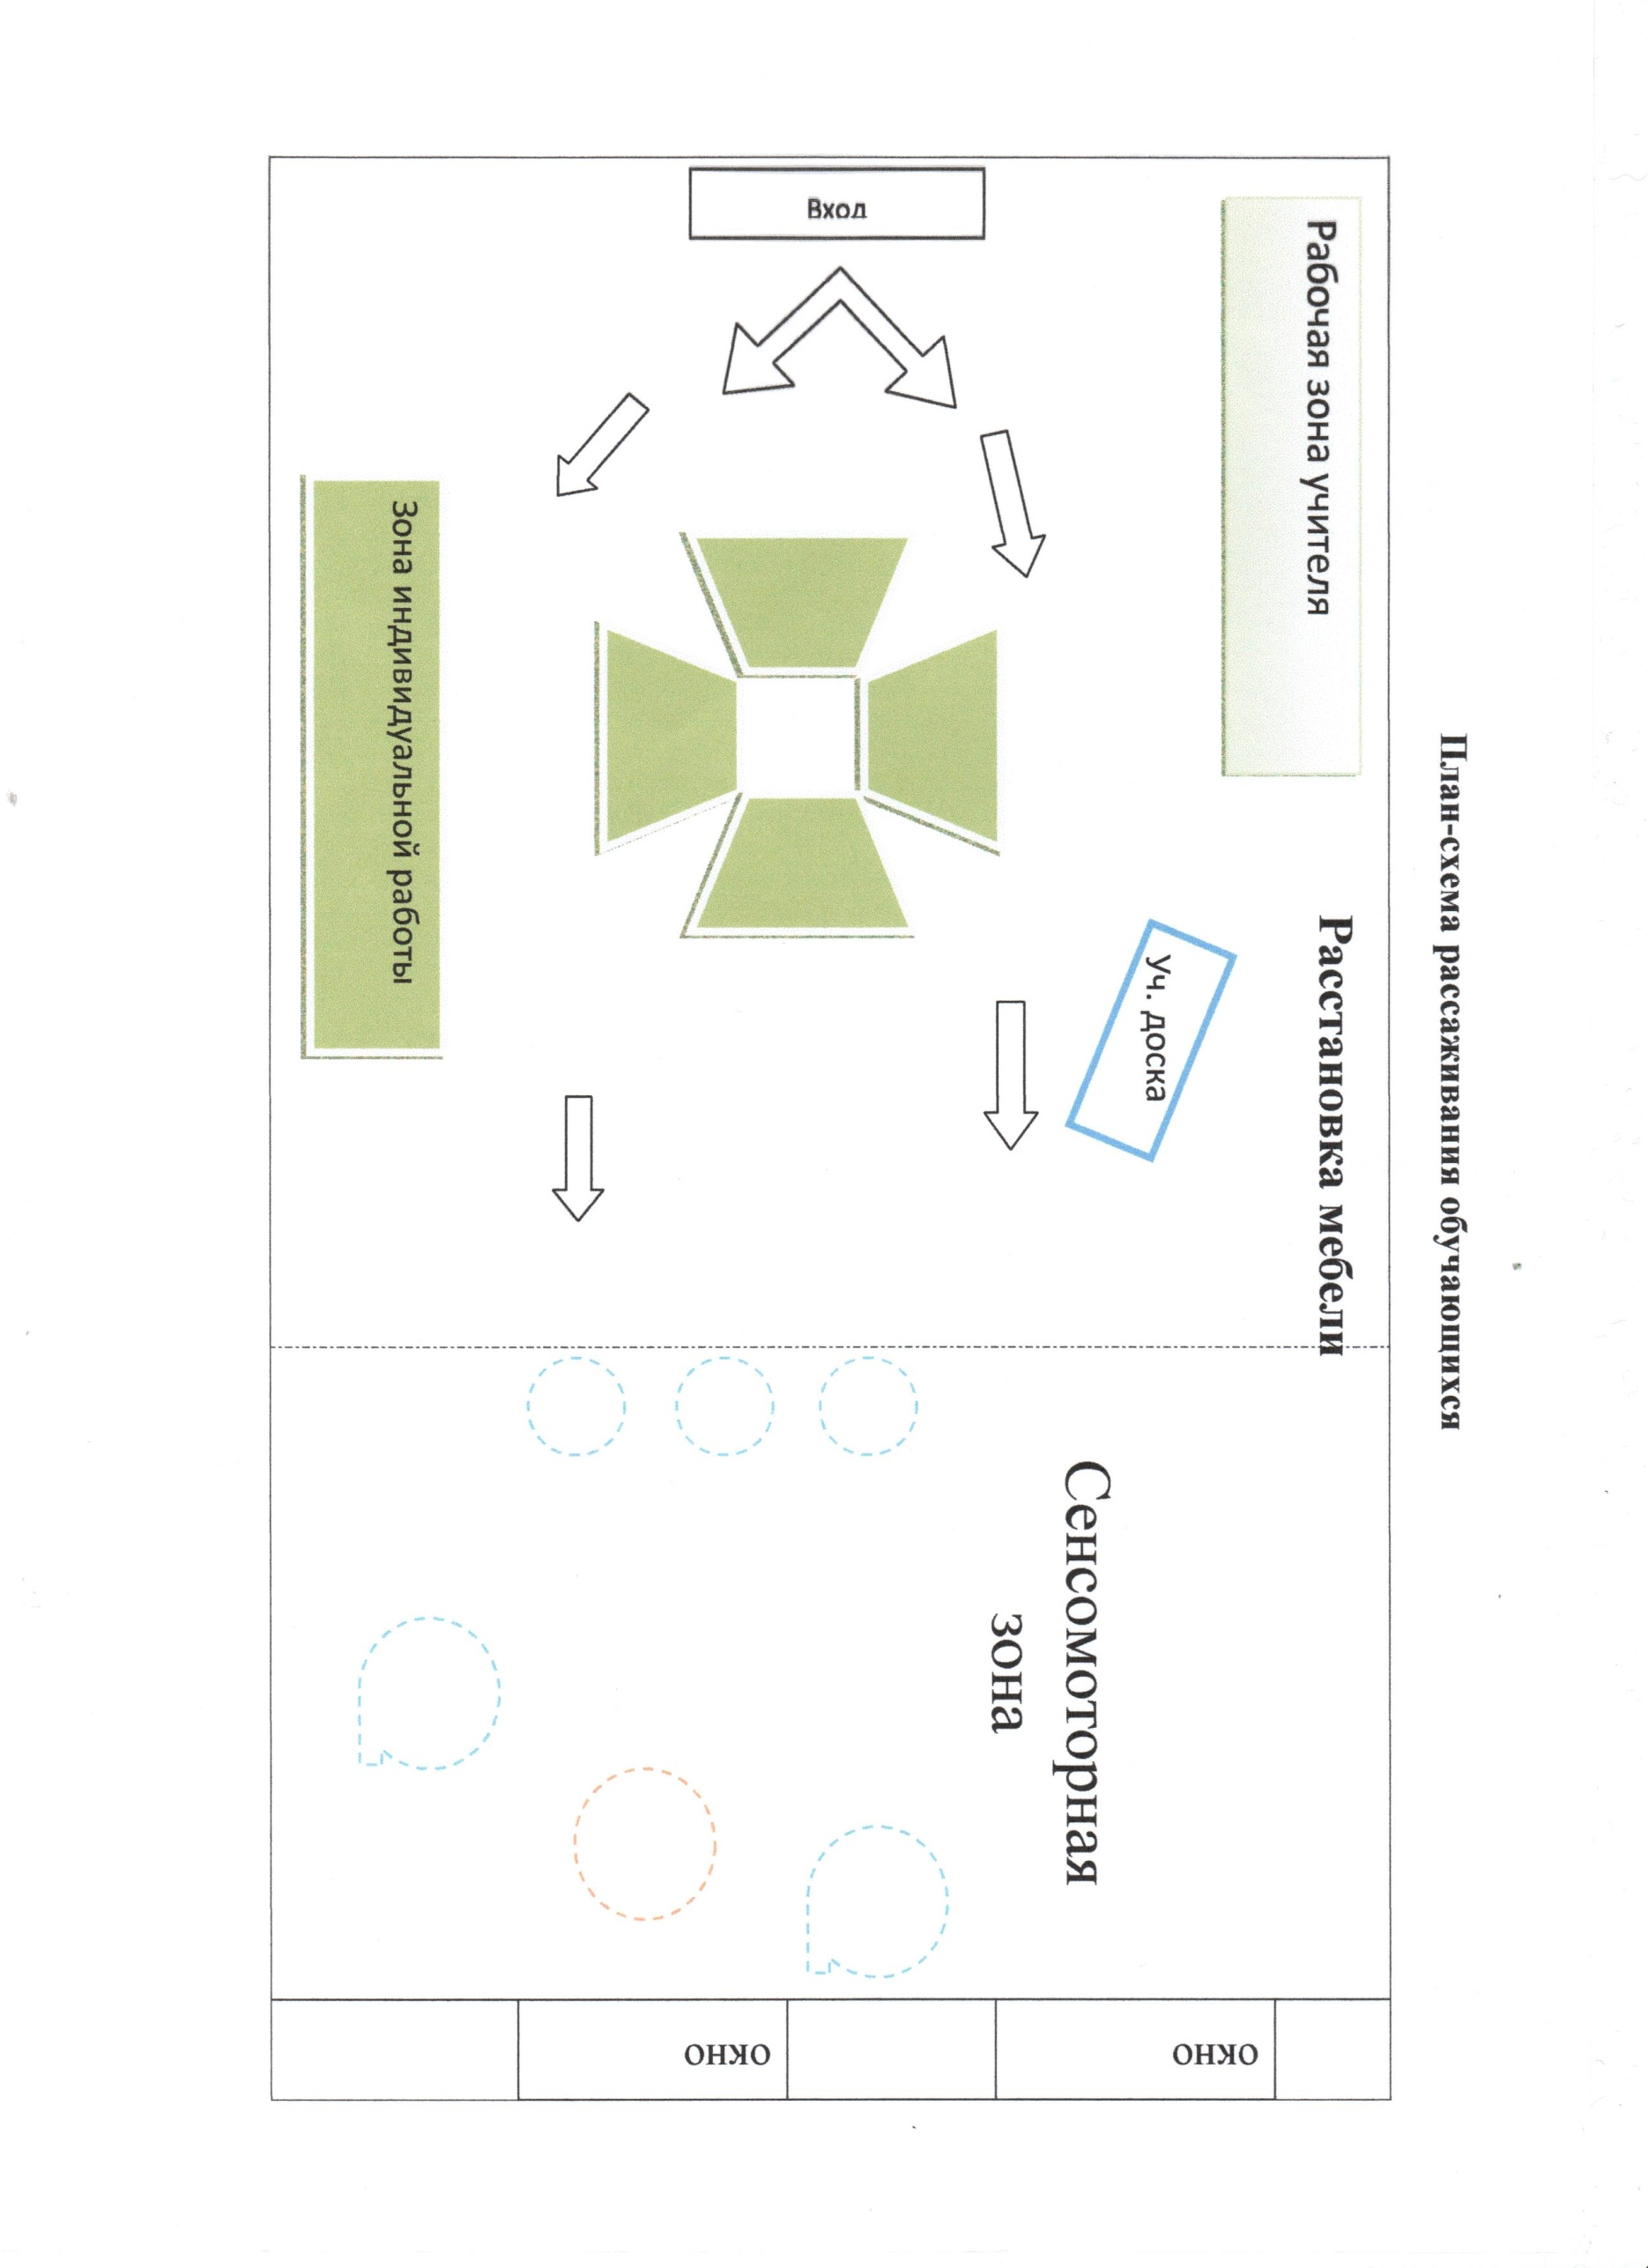 План-схема рассаживания обучающихся
Расстановка мебели
Рабочая зона учителя
Уч. доска
Вход
Зона индивидуальной работы
Сенсомоторная
зона
окно
окно